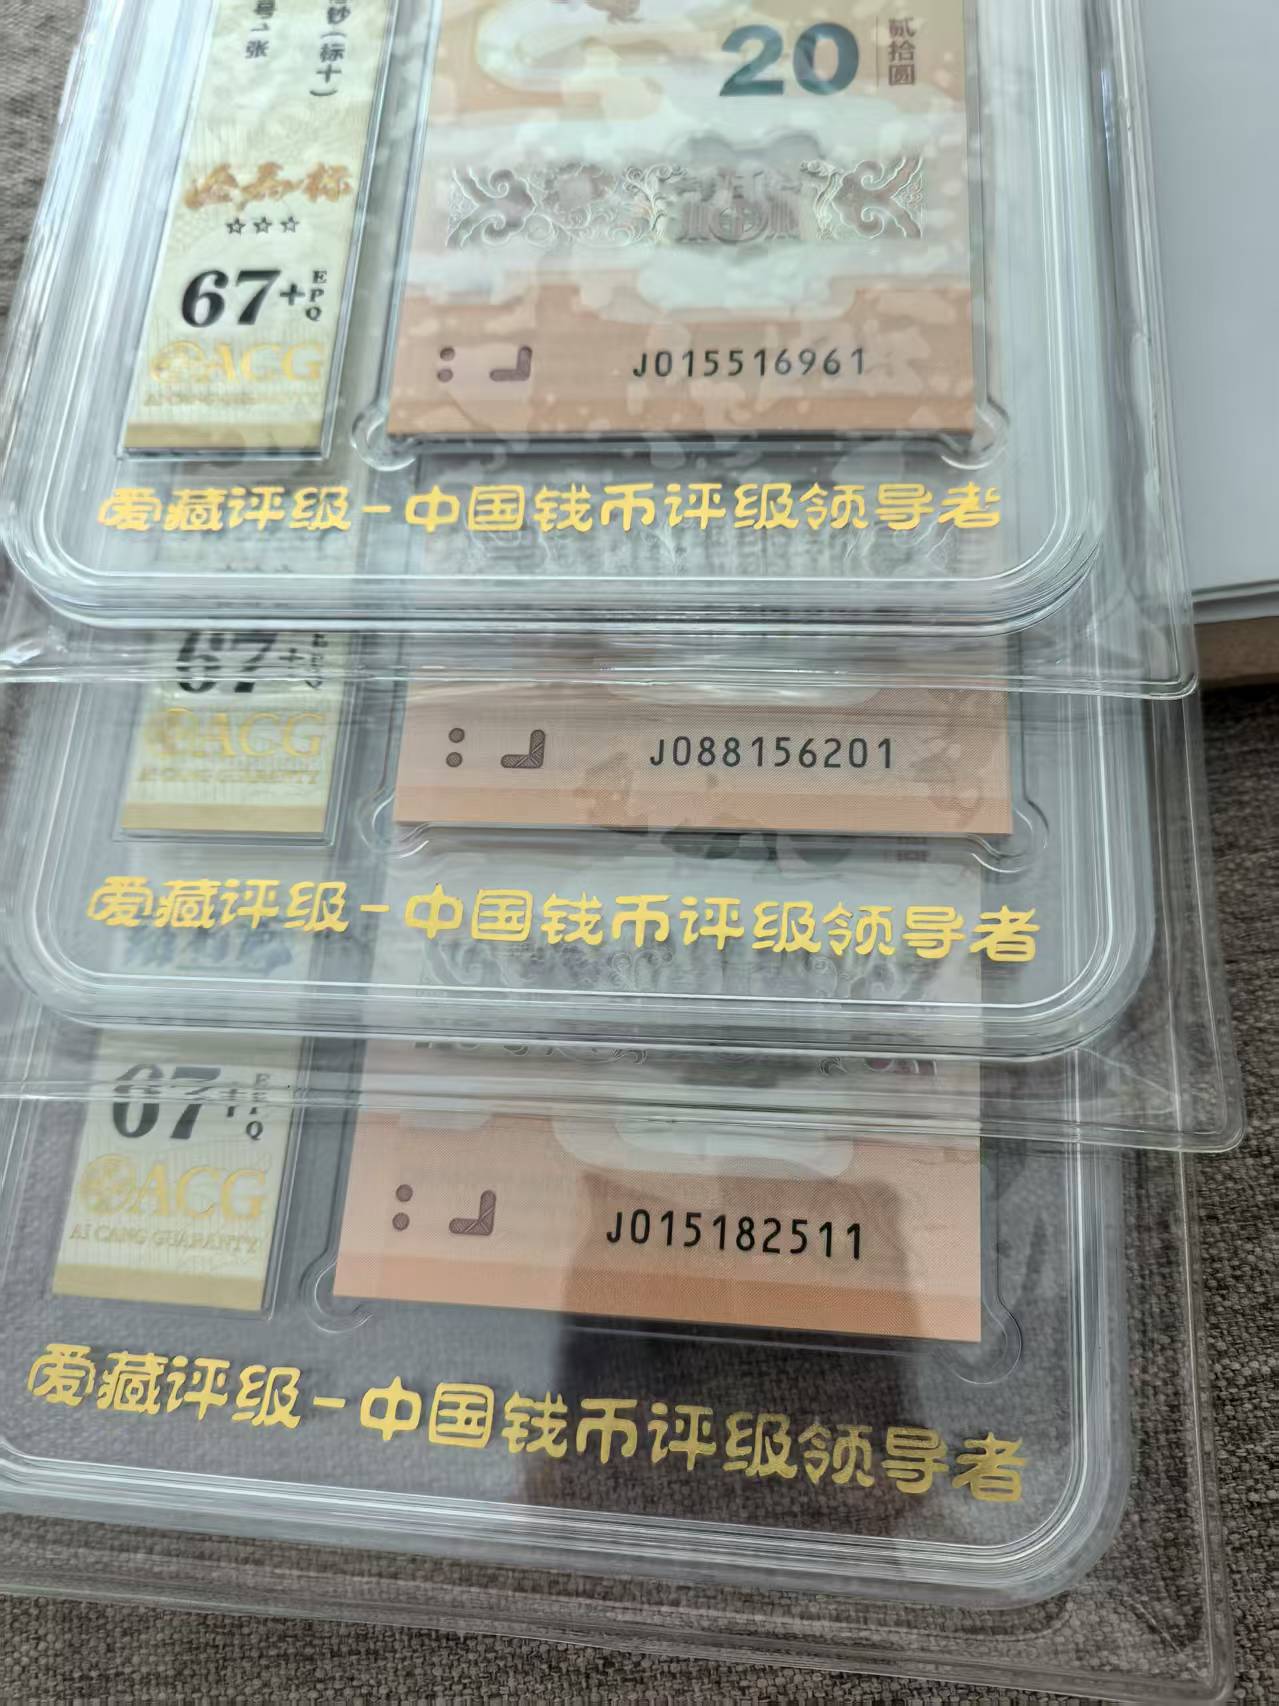 钞(标十)
号1张
20
贰拾圆
☆☆☆
67+EPQ
ACG
J015516961
爱藏评级-中国钱币评级领导者
67+
ACG
AI CANG GUARANTY
J088156201
爱藏评级-中国钱币评级领导者
67+EPQ
ACG
AI CANG GUARANTY
J015182511
爱藏评级-中国钱币评级领导者